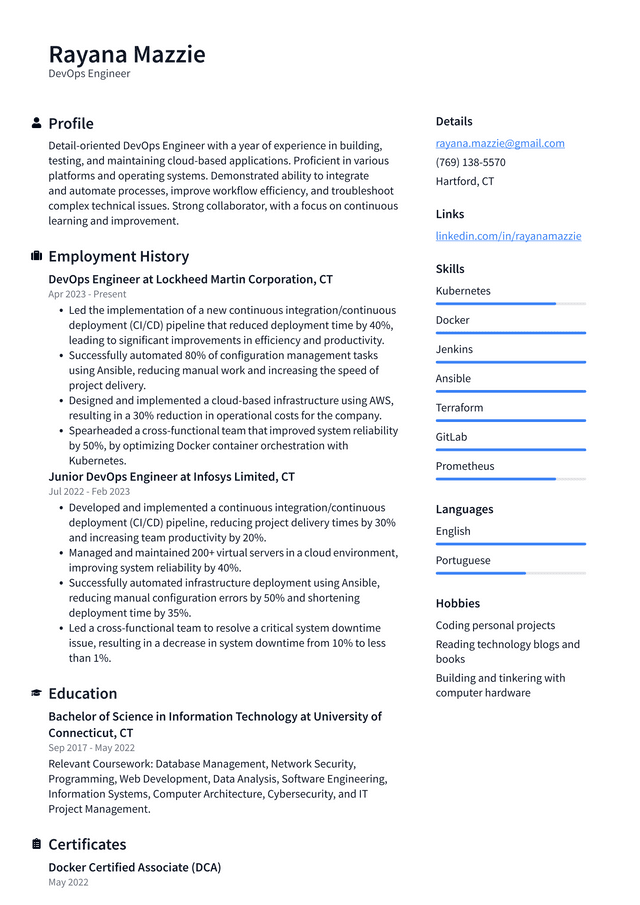 Rayana Mazzie
DevOps Engineer
Profile
Detail-oriented DevOps Engineer with a year of experience in building,
testing, and maintaining cloud-based applications. Proficient in various
platforms and operating systems. Demonstrated ability to integrate
and automate processes, improve workflow efficiency, and troubleshoot
complex technical issues. Strong collaborator, with a focus on continuous
learning and improvement.
Employment History
DevOps Engineer at Lockheed Martin Corporation, CT
Apr 2023 - Present
• Led the implementation of a new continuous integration/continuous
deployment (CI/CD) pipeline that reduced deployment time by 40%,
leading to significant improvements in efficiency and productivity.
• Successfully automated 80% of configuration management tasks
using Ansible, reducing manual work and increasing the speed of
project delivery.
• Designed and implemented a cloud-based infrastructure using AWS,
resulting in a 30% reduction in operational costs for the company.
• Spearheaded a cross-functional team that improved system reliability
by 50%, by optimizing Docker container orchestration with
Kubernetes.
Junior DevOps Engineer at Infosys Limited, CT
Jul 2022 - Feb 2023
• Developed and implemented a continuous integration/continuous
deployment (CI/CD) pipeline, reducing project delivery times by 30%
and increasing team productivity by 20%.
• Managed and maintained 200+ virtual servers in a cloud environment,
improving system reliability by 40%.
• Successfully automated infrastructure deployment using Ansible,
reducing manual configuration errors by 50% and shortening
deployment time by 35%.
• Led a cross-functional team to resolve a critical system downtime
issue, resulting in a decrease in system downtime from 10% to less
than 1%.
Education
Bachelor of Science in Information Technology at University of
Connecticut, CT
Sep 2017 - May 2022
Relevant Coursework: Database Management, Network Security,
Programming, Web Development, Data Analysis, Software Engineering,
Information Systems, Computer Architecture, Cybersecurity, and IT
Project Management.
Certificates
Docker Certified Associate (DCA)
May 2022
Details
rayana.mazzie@gmail.com
(769) 138-5570
Hartford, CT
Links
linkedin.com/in/rayanamazzie
Skills
Kubernetes
Docker
Jenkins
Ansible
Terraform
GitLab
Prometheus
Languages
English
Portuguese
Hobbies
Coding personal projects
Reading technology blogs and
books
Building and tinkering with
computer hardware